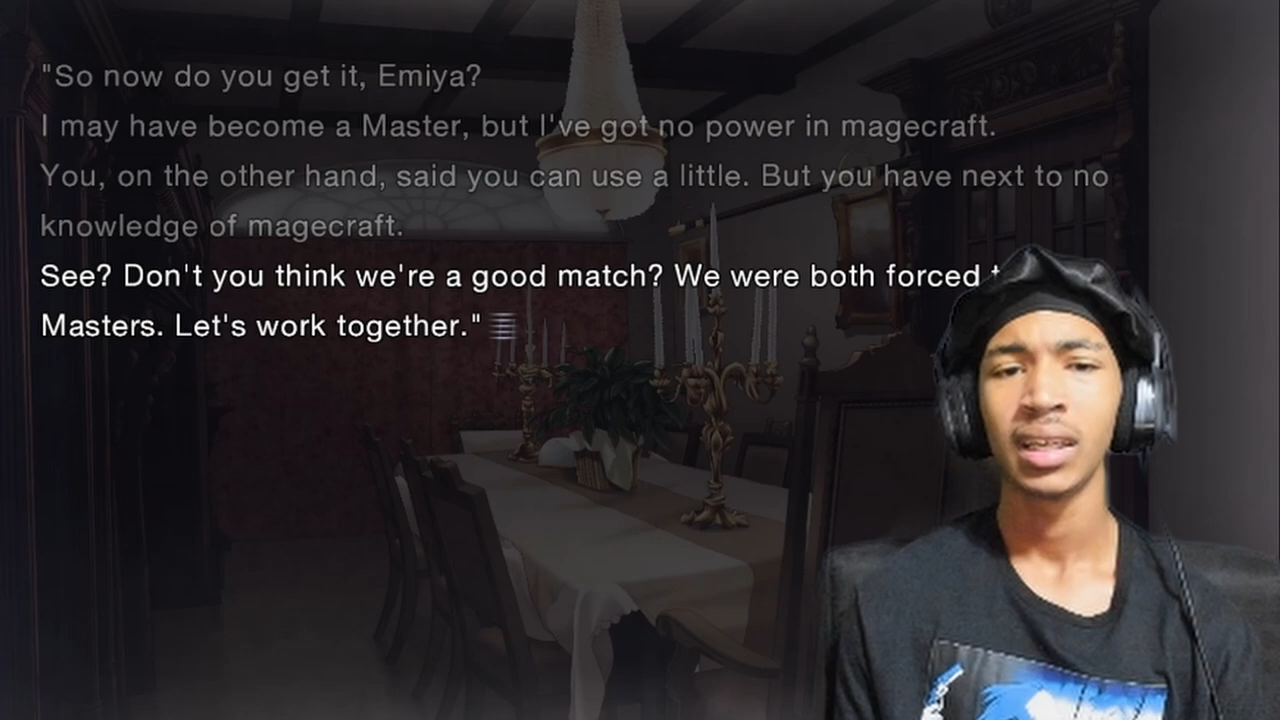 "So now do you get it, Emiya?
I may have become a Master, but I've got no power in magecraft.
You, on the other hand, said you can use a little. But you have next to no
knowledge of magecraft.
See? Don't you think we're a good match? We were both forced
Masters. Let's work together."